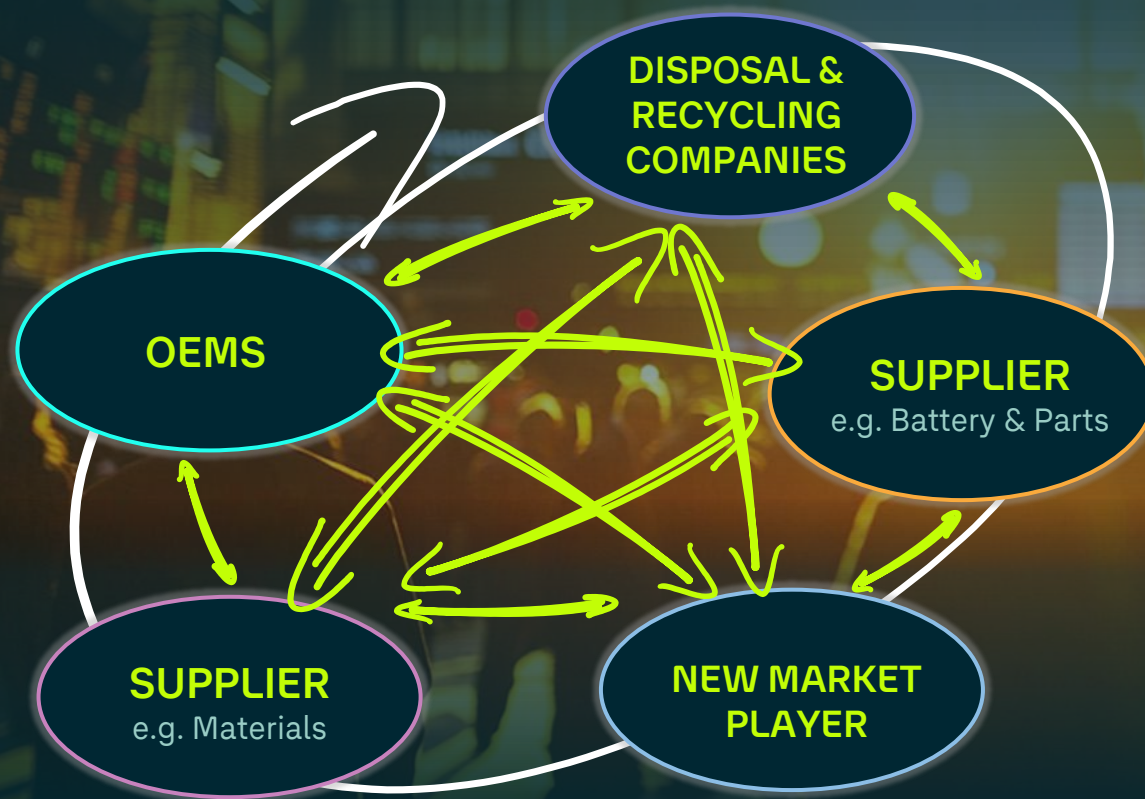 DISPOSAL &
RECYCLING
COMPANIES
OEMS
SUPPLIER
e.g. Battery & Parts
SUPPLIER
e.g. Materials
NEW MARKET
PLAYER